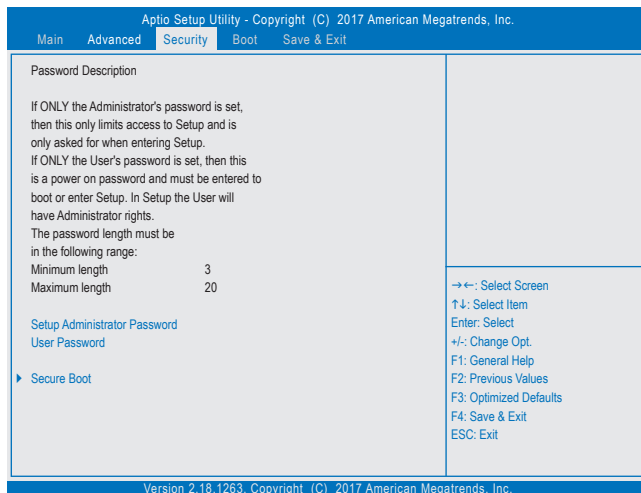 Aptio Setup Utility - Copyright (C) 2017 American Megatrends, Inc.
Main Advanced Security Boot Save & Exit
Password Description
If ONLY the Administrator's password is set,
then this only limits access to Setup and is
only asked for when entering Setup.
If ONLY the User's password is set, then this
is a power on password and must be entered to
boot or enter Setup. In Setup the User will
have Administrator rights.
The password length must be
in the following range:
Minimum length 3
Maximum length 20
Setup Administrator Password
User Password
Secure Boot
→←: Select Screen
↑↓: Select Item
Enter: Select
+/-: Change Opt.
F1: General Help
F2: Previous Values
F3: Optimized Defaults
F4: Save & Exit
ESC: Exit
Version 2.18.1263. Copyright (C) 2017 American Megatrends, Inc.